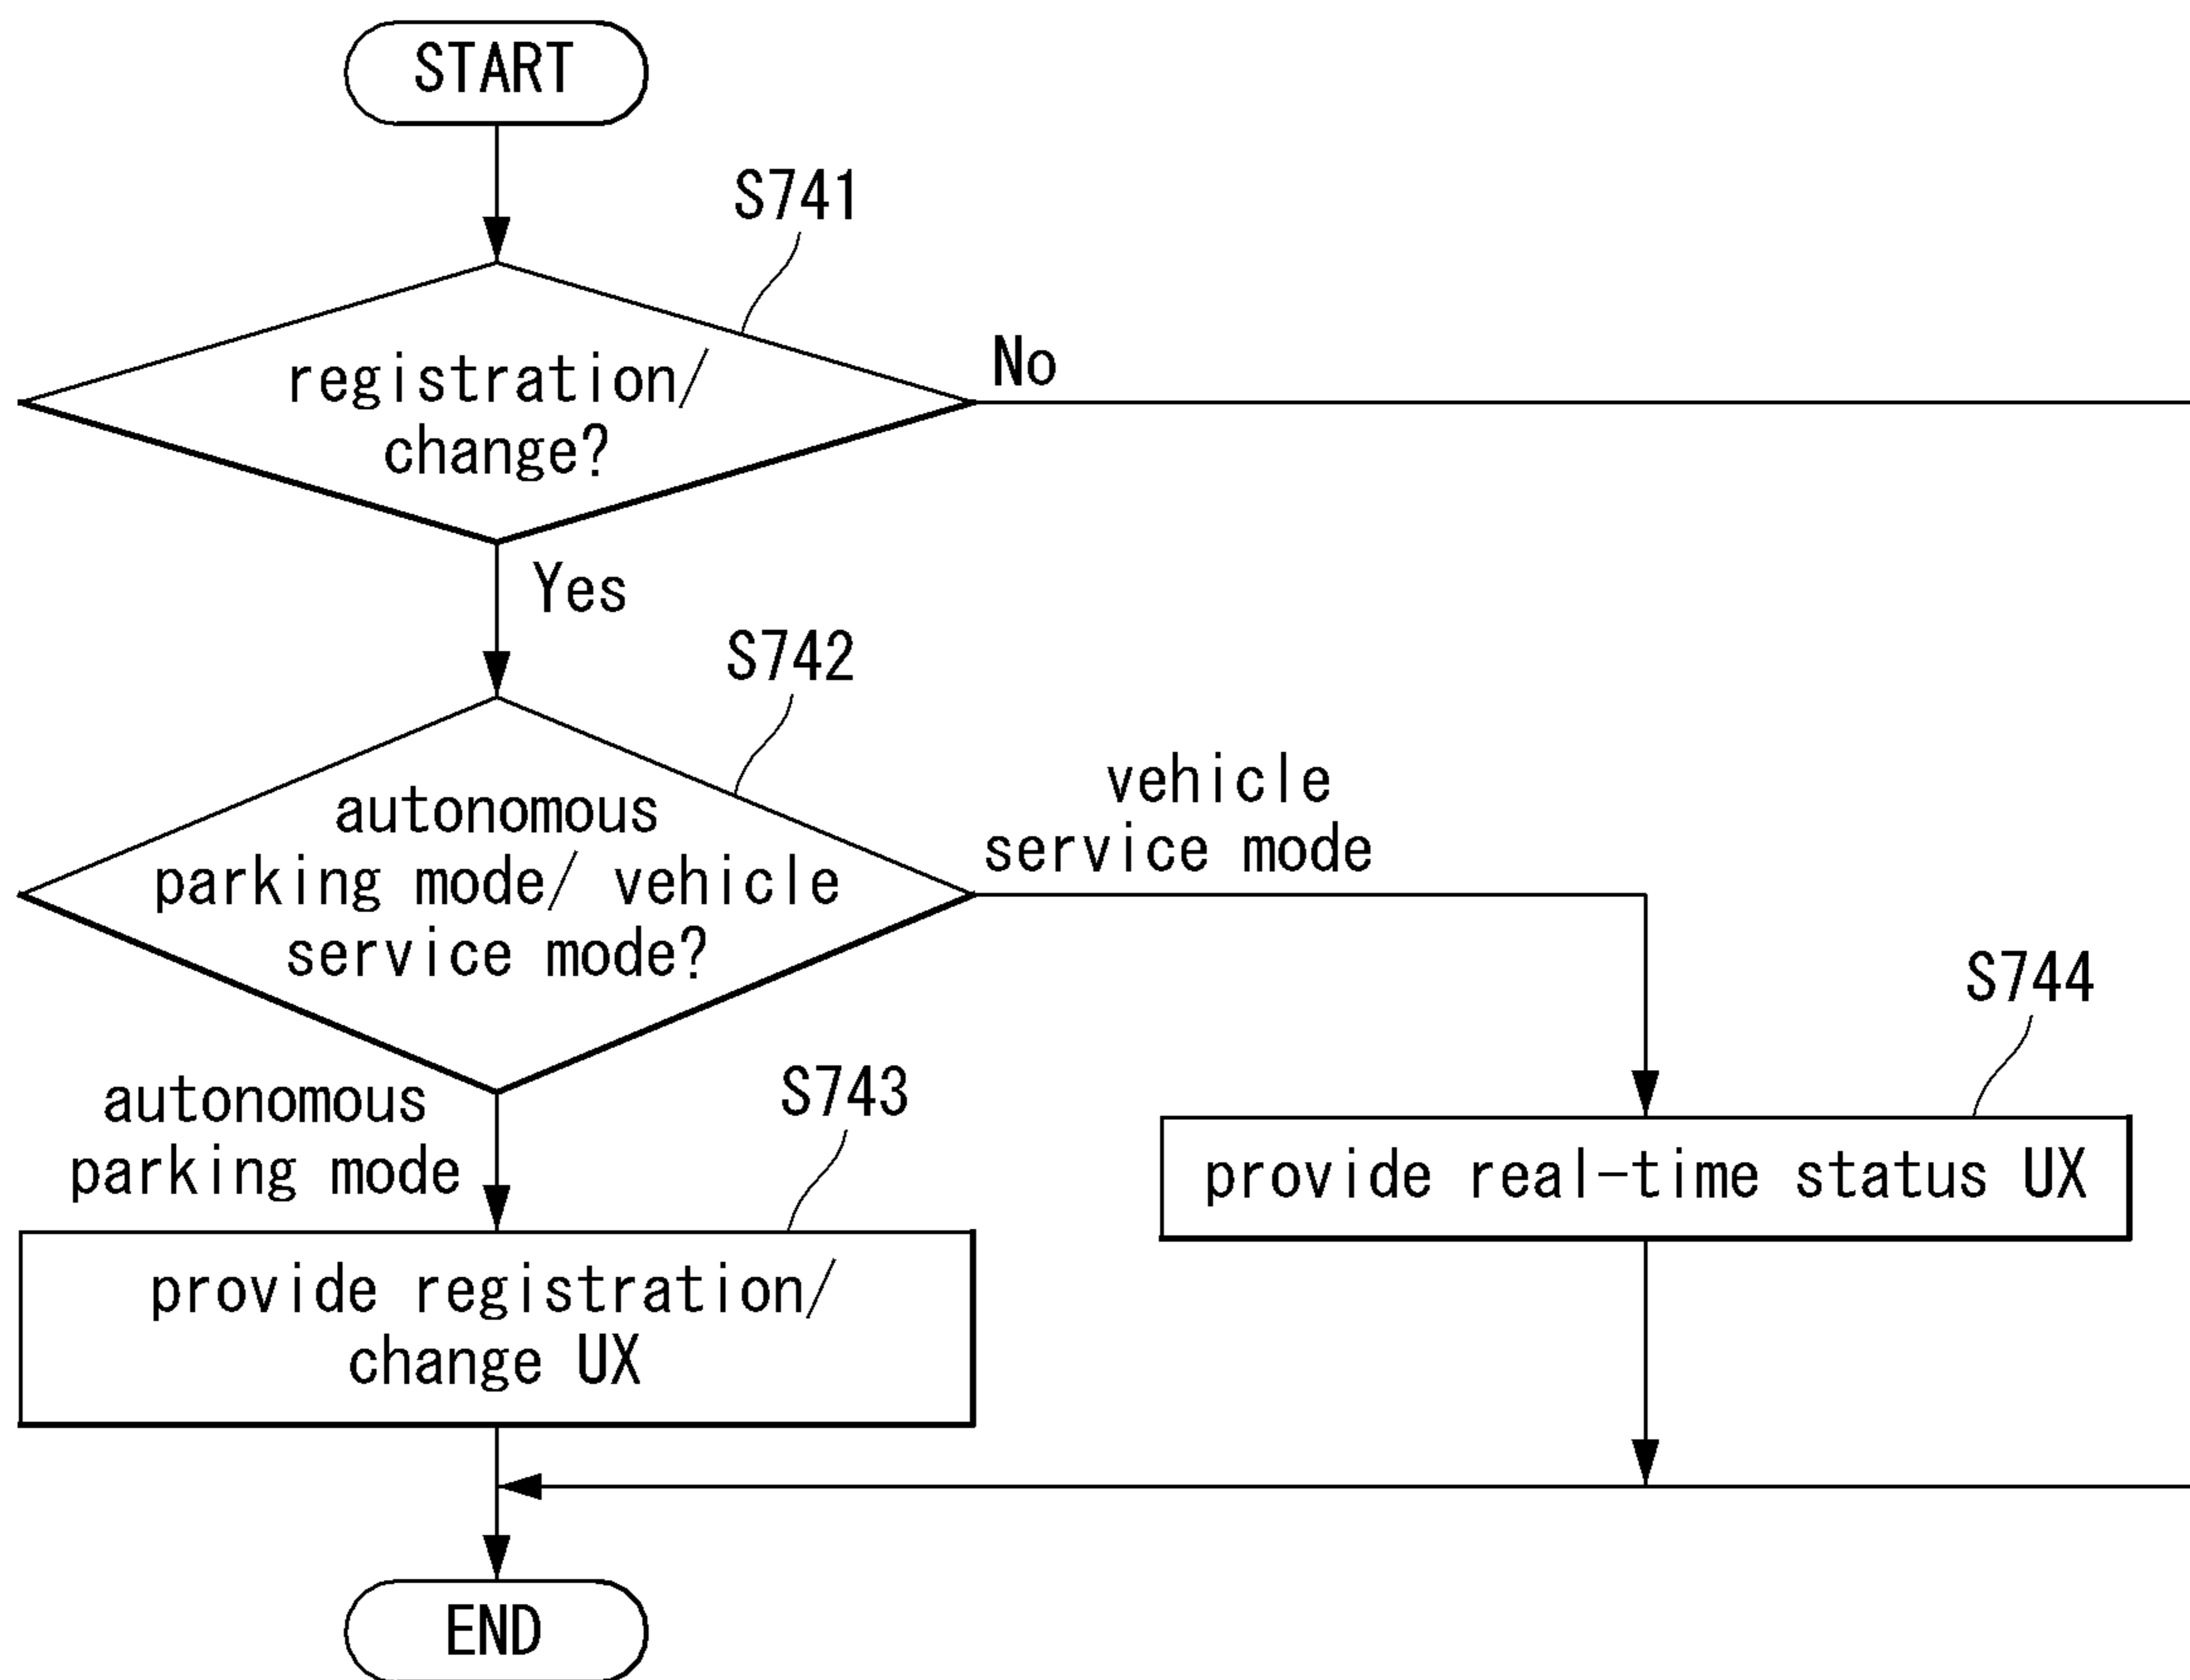 START
S741
registration/
change?
No
Yes
S742
autonomous
parking mode/ vehicle
service mode?
vehicle
service mode
autonomous
parking mode
S743
provide registration/
change UX
S744
provide real-time status UX
END